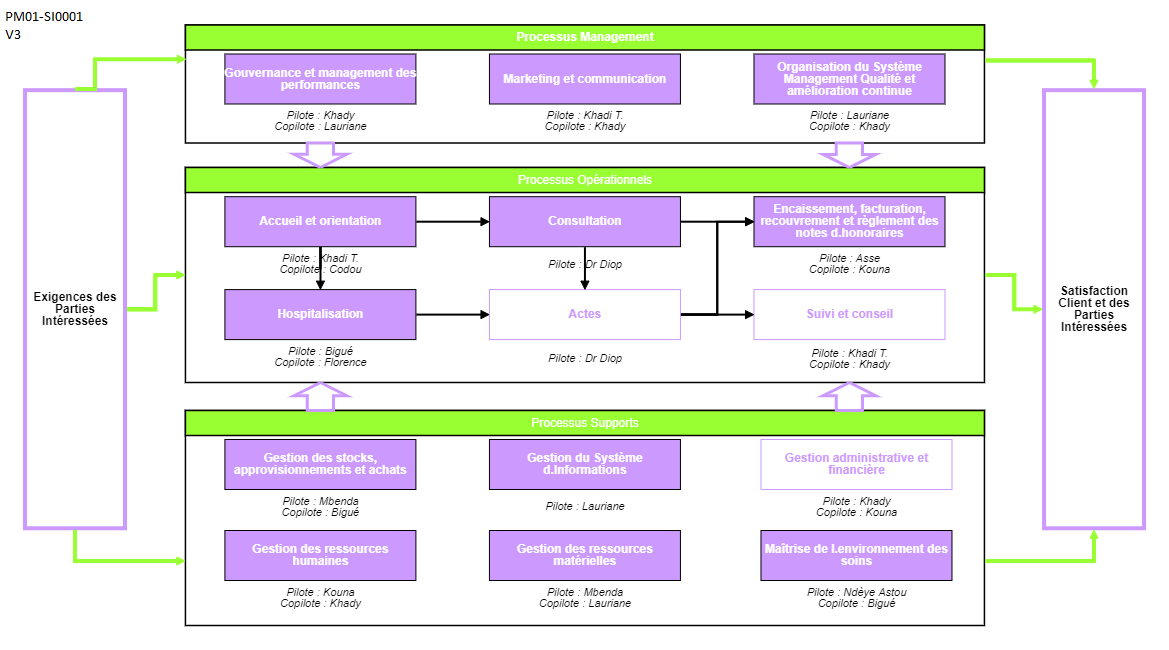 PM01-SI0001
V3
Processus Management
Gouvernance et management des
performances
Pilote : Khady
Copilote : Lauriane
Marketing et communication
Pilote : Khadi T.
Copilote : Khady
Organisation du Système
Management Qualité et
amélioration continue
Pilote : Lauriane
Copilote : Khady
Exigences des
Parties
Intéressées
Processus Opérationnels
Accueil et orientation
Pilote : Khadi T.
Copilote : Codou
Consultation
Pilote : Dr Diop
Encaissement, facturation,
recouvrement et règlement des
notes d.honoraires
Pilote : Asse
Copilote : Kouna
Hospitalisation
Pilote : Bigué
Copilote : Florence
Actes
Pilote : Dr Diop
Suivi et conseil
Pilote : Khadi T.
Copilote : Khady
Satisfaction
Client et des
Parties
Intéressées
Processus Supports
Gestion des stocks,
approvisionnements et achats
Pilote : Mbenda
Copilote : Bigué
Gestion du Système
d.Informations
Pilote : Lauriane
Gestion administrative et
financière
Pilote : Khady
Copilote : Kouna
Gestion des ressources
humaines
Pilote : Kouna
Copilote : Khady
Gestion des ressources
matérielles
Pilote : Mbenda
Copilote : Lauriane
Maîtrise de l.environnement des
soins
Pilote : Ndèye Astou
Copilote : Bigué